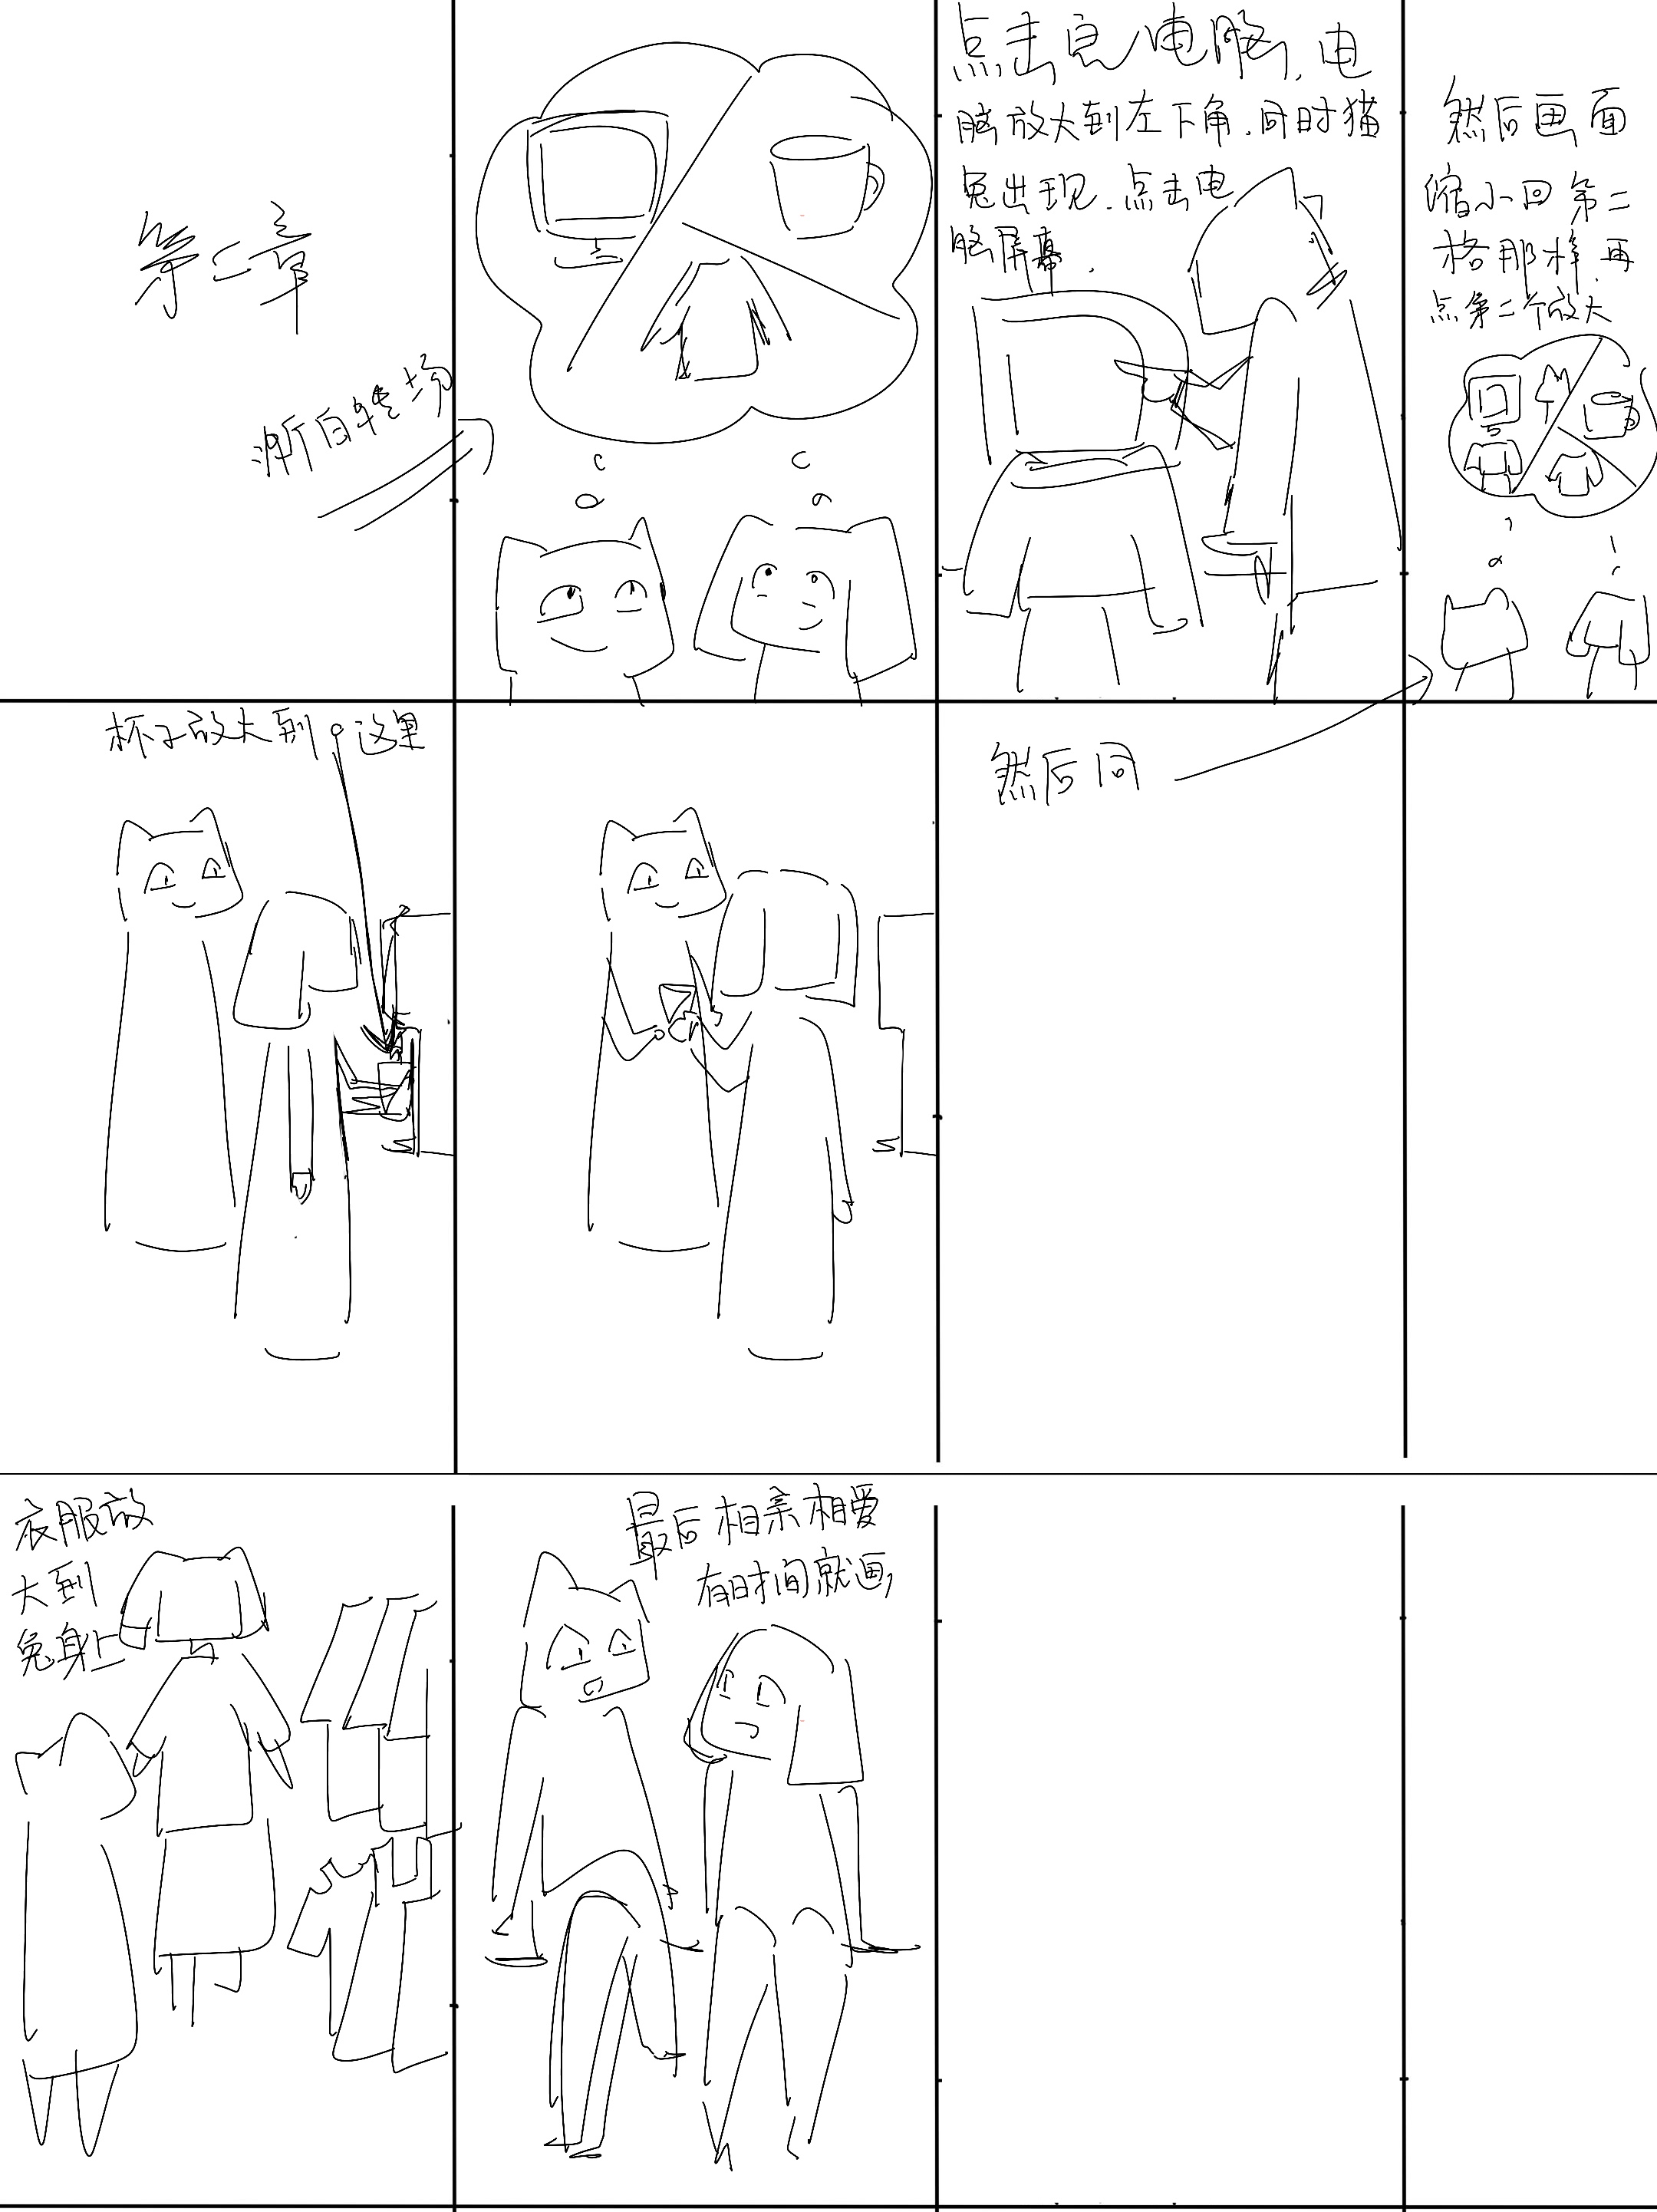 第二章
渐白转场
点击完电脑，电
脑放大到左下角.同时猫
兔出现.点击电
脑屏幕.
然后画面
缩小回第二
格那样.再
点第二个放大
杯子放大到 这里
然后同
衣服放
大到
兔身上
最后相亲相爱
有时间就画,